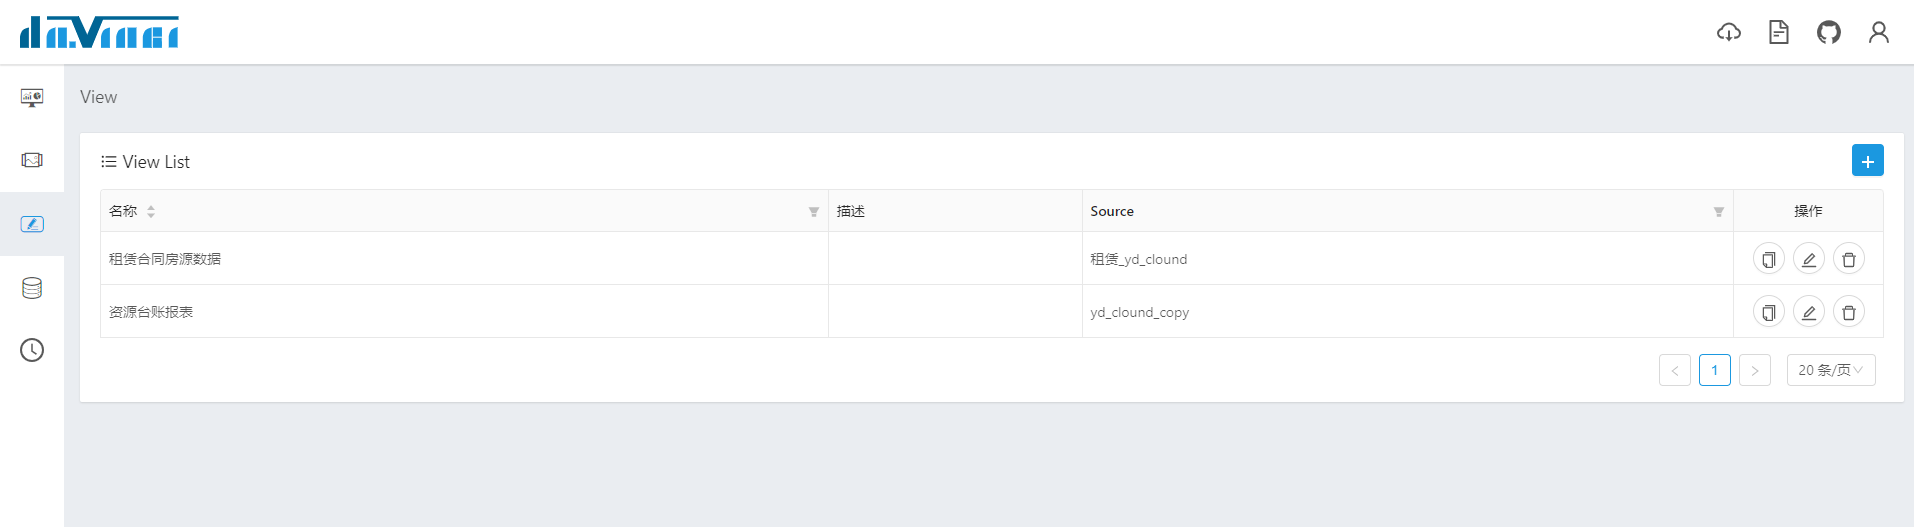 da.Vinci
View
View List
名称 描述 Source 操作
租赁合同房源数据 租赁_yd_clound
资源台账报表 yd_clound_copy
1 20 条/页